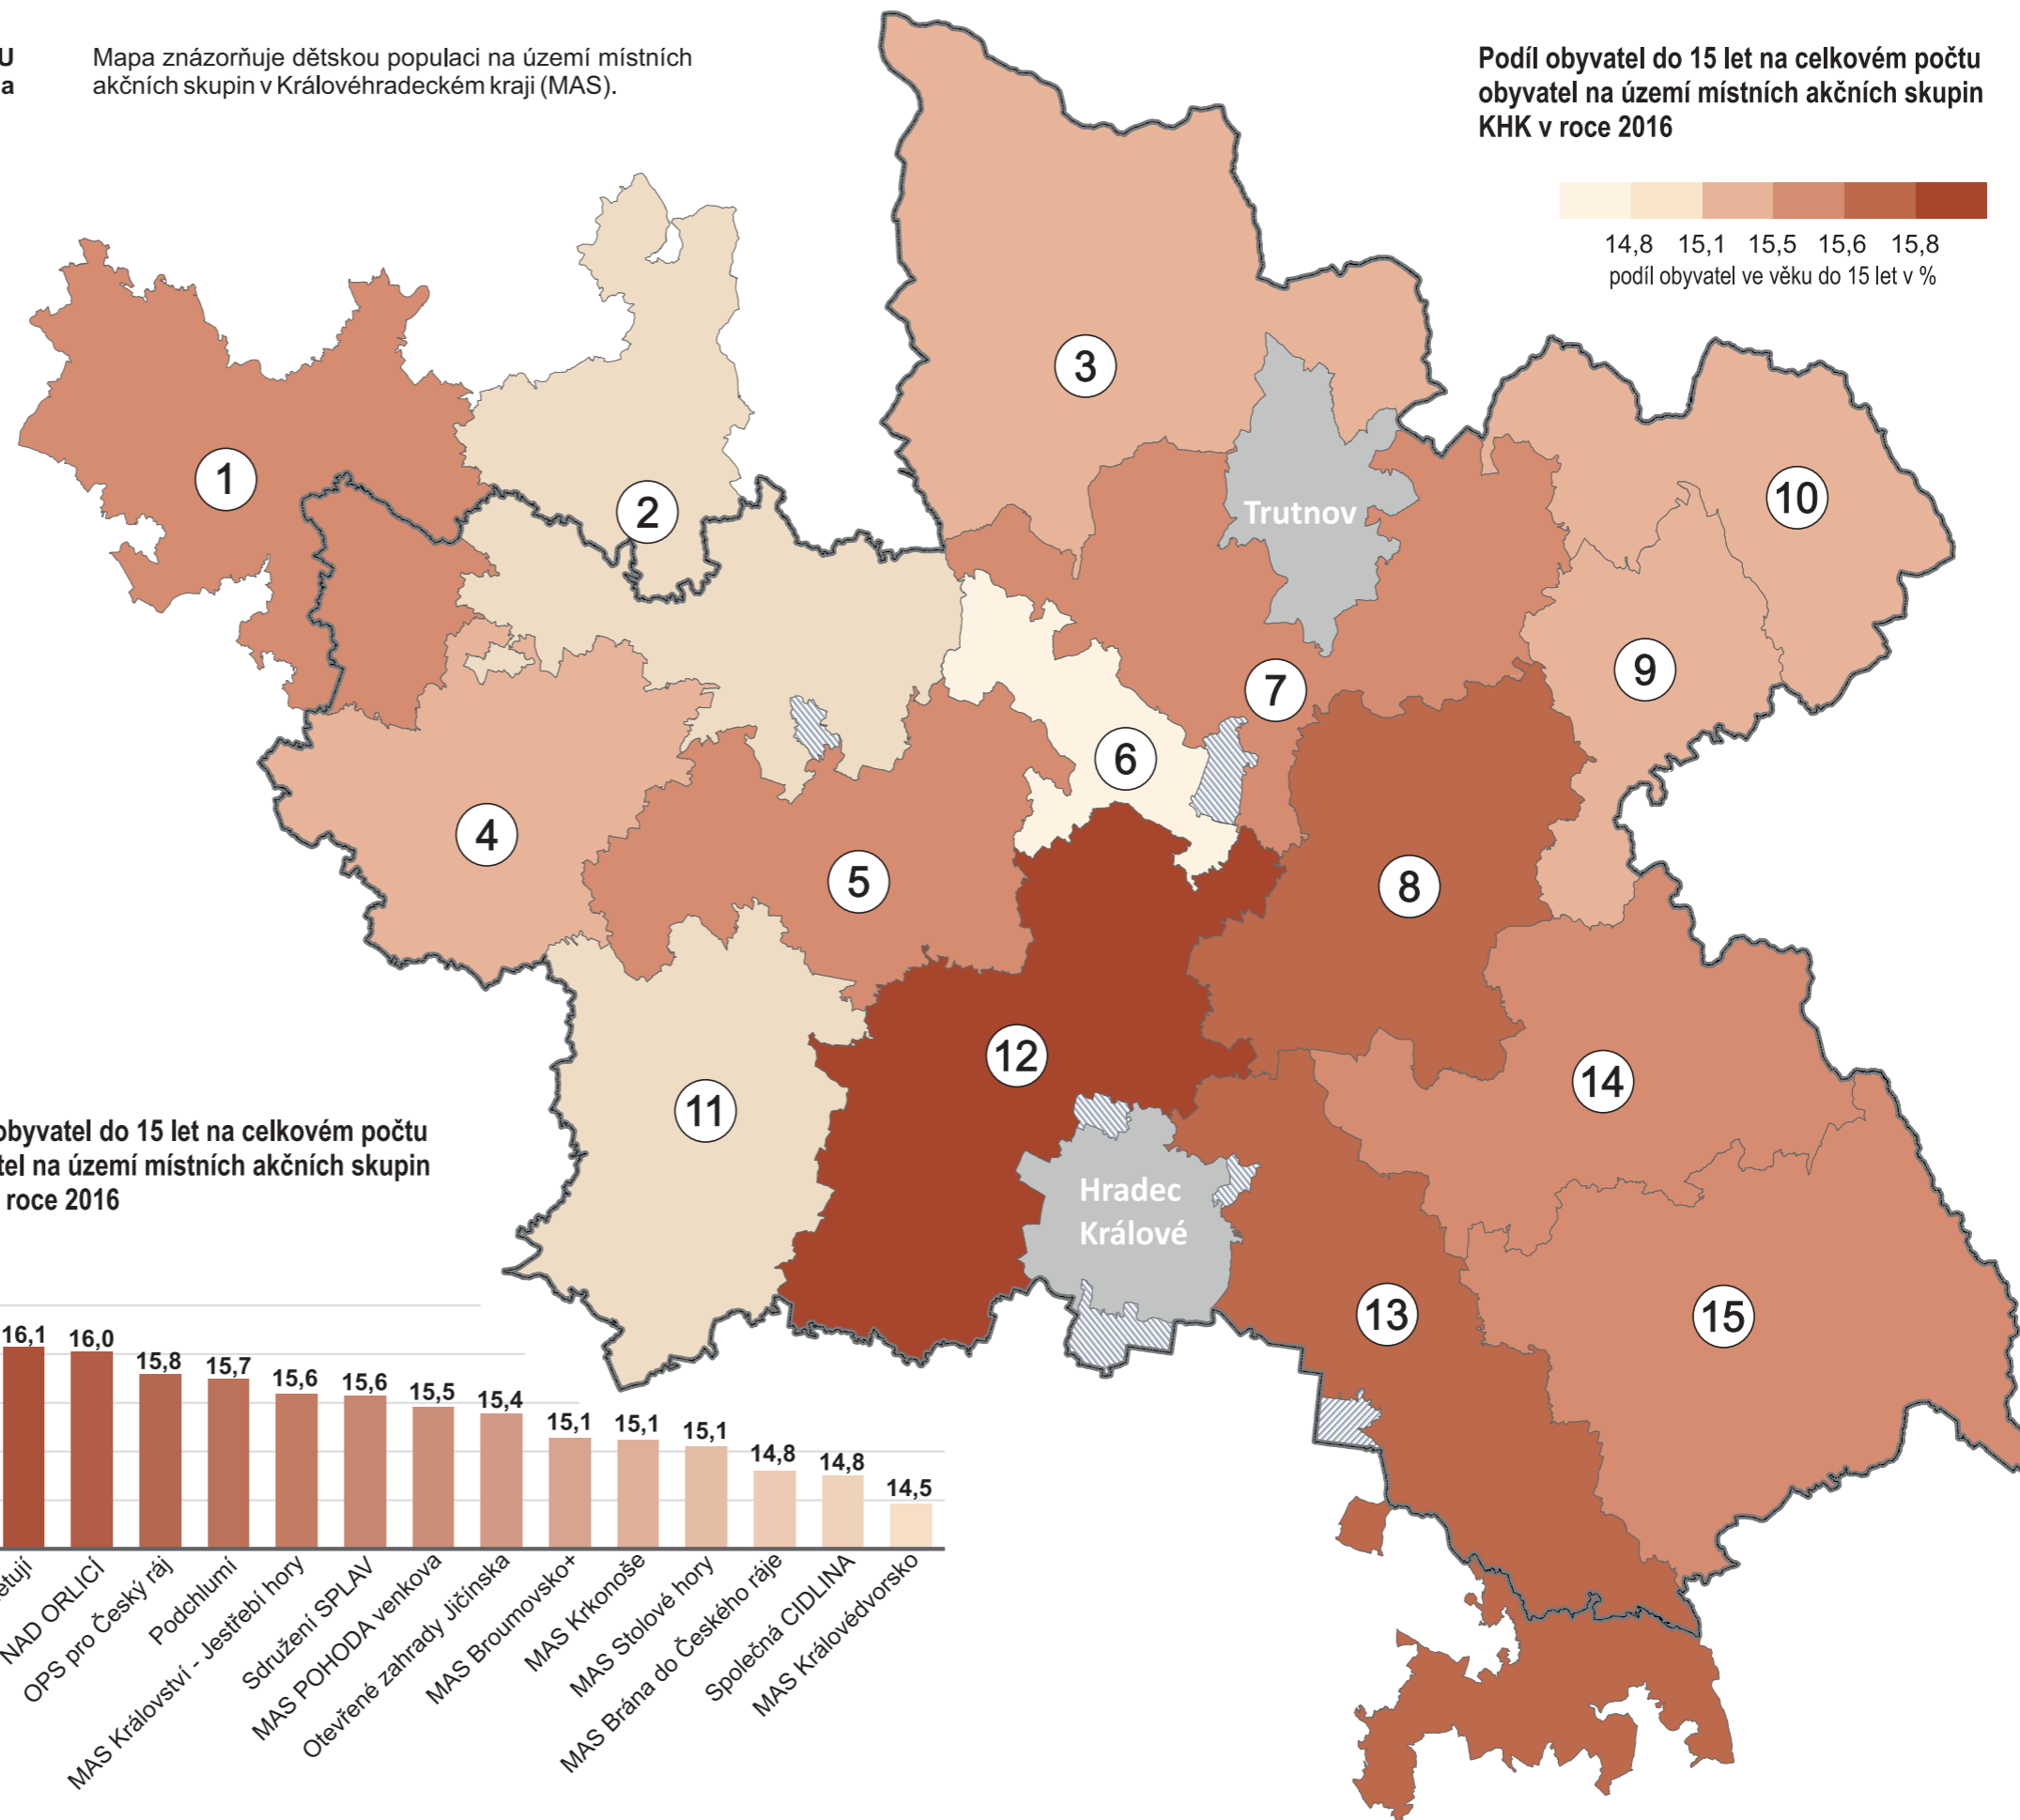 Mapa znázorňuje dětskou populaci na území místních
akčních skupin v Královéhradeckém kraji (MAS).
Podíl obyvatel do 15 let na celkovém počtu
obyvatel na území místních akčních skupin
KHK v roce 2016
14,8 15,1 15,5 15,6 15,8
podíl obyvatel ve věku do 15 let v %
1
2
3
Trutnov
10
9
7
6
4
5
8
12
14
11
Hradec
Králové
13
15
obyvatel do 15 let na celkovém počtu
tel na území místních akčních skupin
roce 2016
16,1 16,0 15,8 15,7 15,6 15,6 15,5 15,4 15,1 15,1 15,1 14,8 14,8 14,5
etují
NAD ORLICÍ
OPS pro Český ráj
Podchlumí
MAS Království - Jestřebí hory
Sdružení SPLAV
MAS POHODA venkova
Otevřené zahrady Jičínska
MAS Broumovsko+
MAS Krkonoše
MAS Stolové hory
MAS Brána do Českého ráje
Společná CIDLINA
MAS Královédvorsko